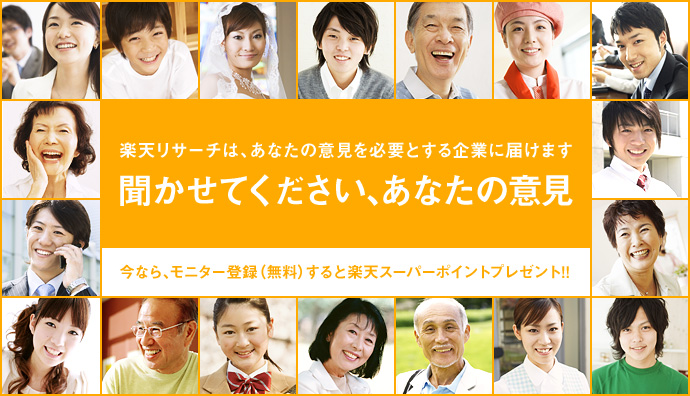 楽天リサーチは、あなたの意見を必要とする企業に届けます
聞かせてください、あなたの意見
今なら、モニター登録（無料）すると楽天スーパーポイントプレゼント!!